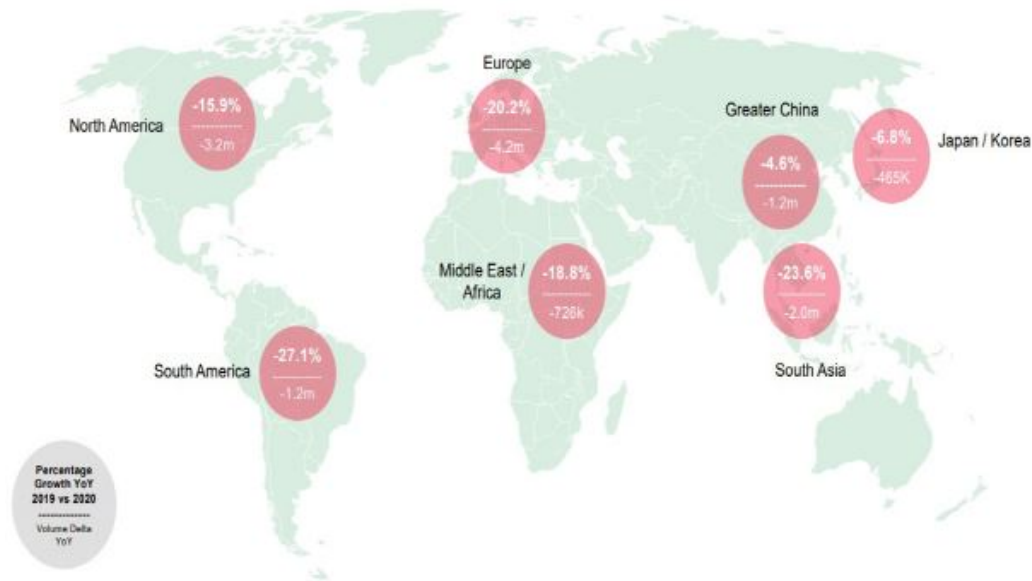 Europe
-20.2%
-4.2m
North America
-15.9%
-3.2m
Greater China
-4.6%
-1.2m
Japan / Korea
-6.8%
-465K
Middle East /
Africa
-18.8%
-726k
-23.6%
-2.0m
South Asia
South America
-27.1%
-1.2m
Percentage
Growth YoY
2019 vs 2020
Volume Delta
YoY